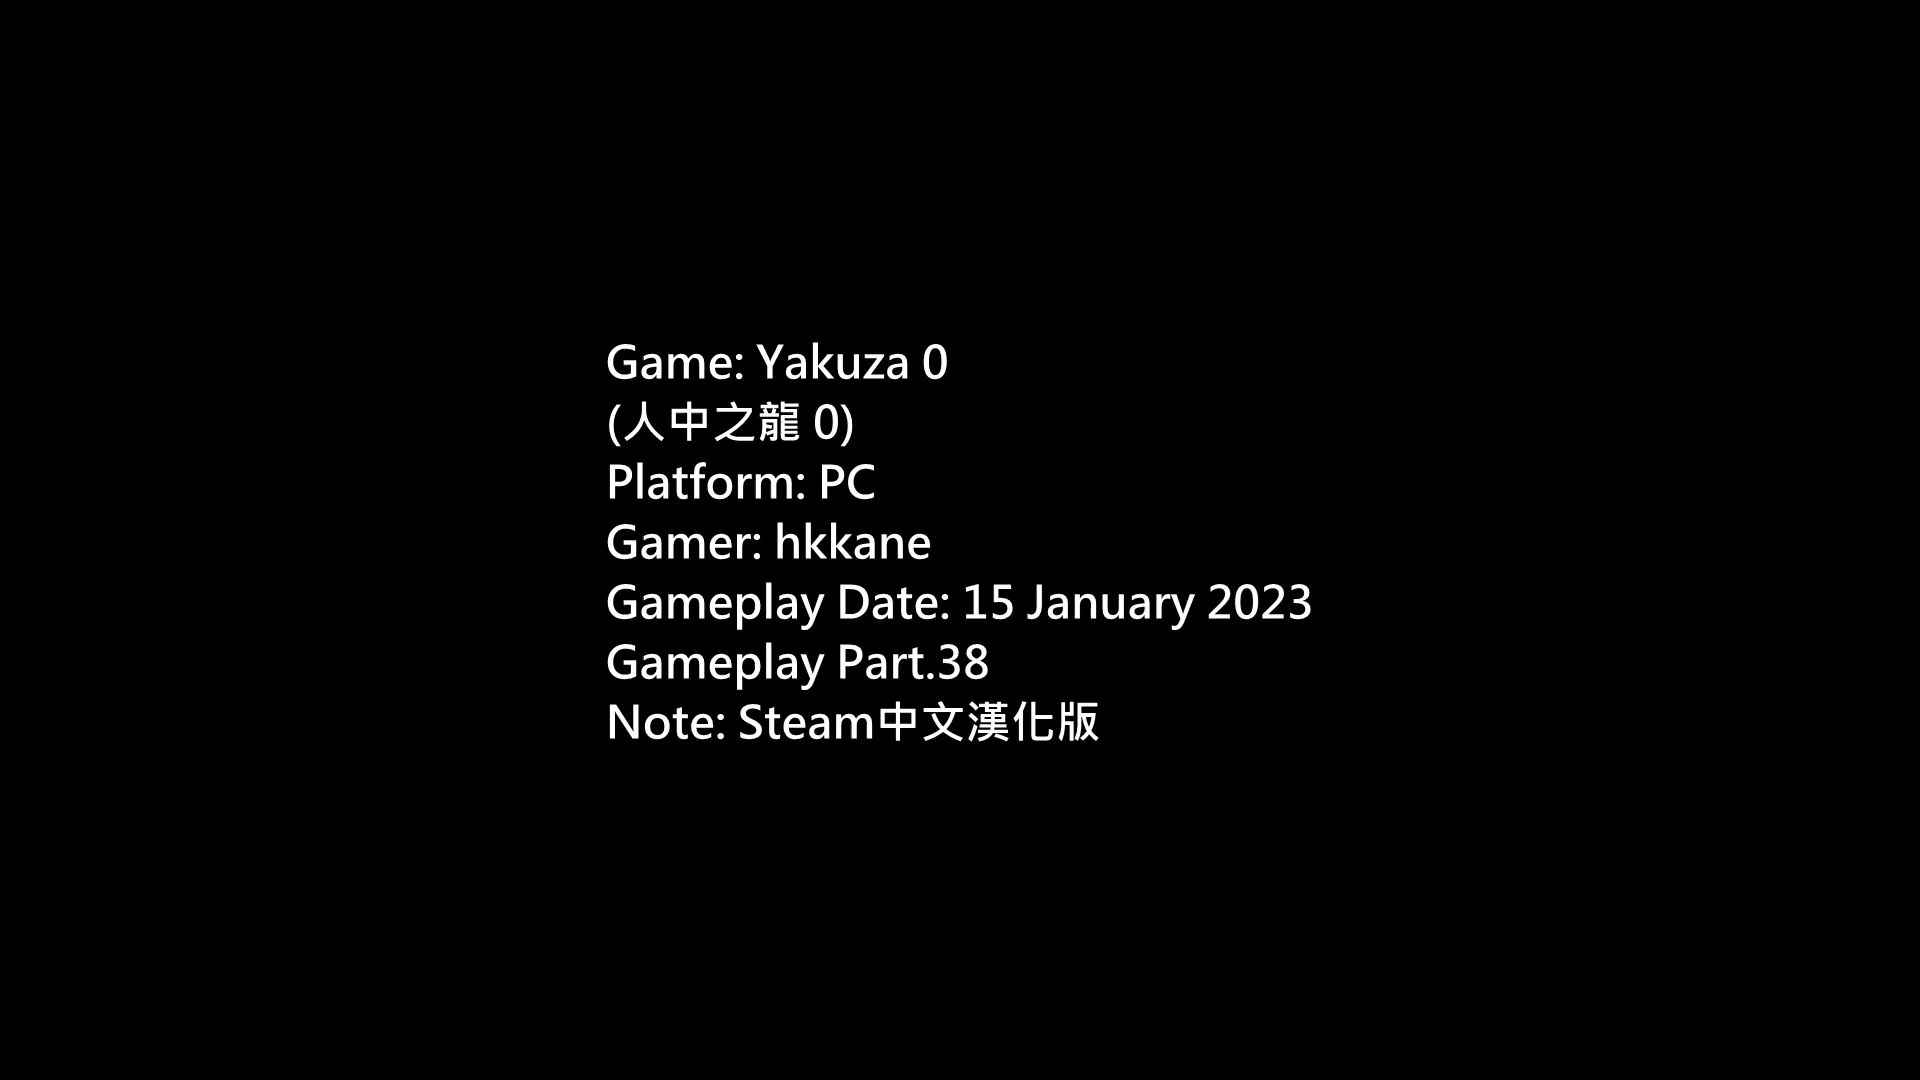 Game: Yakuza 0
(人中之龍 0)
Platform: PC
Gamer: hkkane
Gameplay Date: 15 January 2023
Gameplay Part.38
Note: Steam中文漢化版